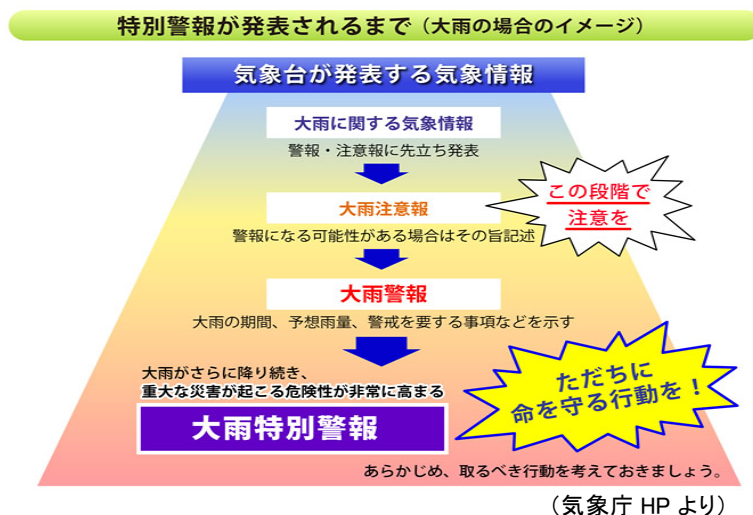 特別警報が発表されるまで（大雨の場合のイメージ）
気象台が発表する気象情報
大雨に関する気象情報
警報・注意報に先立ち発表
この段階で
注意を
大雨注意報
警報になる可能性がある場合はその旨記述
大雨警報
大雨の期間、予想雨量、警戒を要する事項などを示す
大雨がさらに降り続き、
重大な災害が起こる危険性が非常に高まる
ただちに
命を守る行動を！
大雨特別警報
あらかじめ、取るべき行動を考えておきましょう。
（気象庁 HP より）